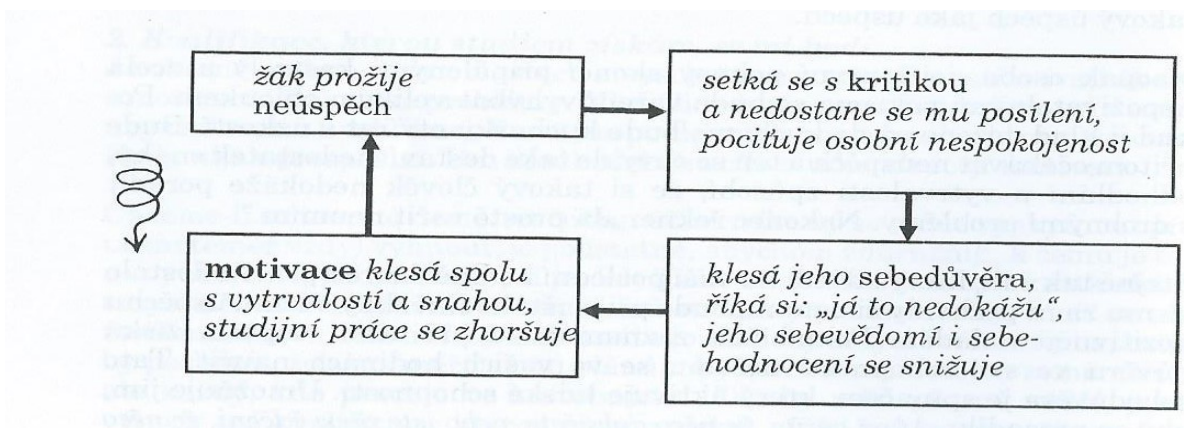 žák prožije
neúspěch
setká se s kritikou
a nedostane se mu posílení,
pociťuje osobní nespokojenost
klesá jeho sebedůvěra,
říká si: „já to nedokážu“,
jeho sebevědomí i sebe-
hodnocení se snižuje
motivace klesá spolu
s vytrvalostí a snahou,
studijní práce se zhoršuje